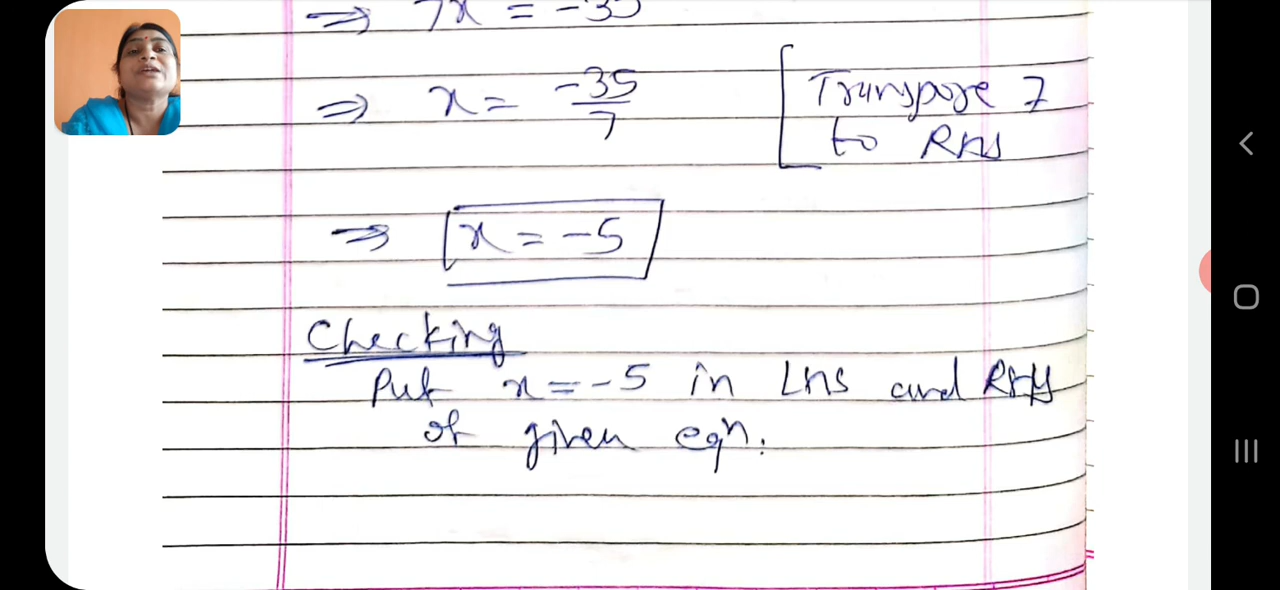 ⇒ 7x = -35
⇒ x = -35/7 [Transpose 7
to RHS
⇒ x = -5
Checking
Put x = -5 in LHS and RHS
of given eqⁿ.